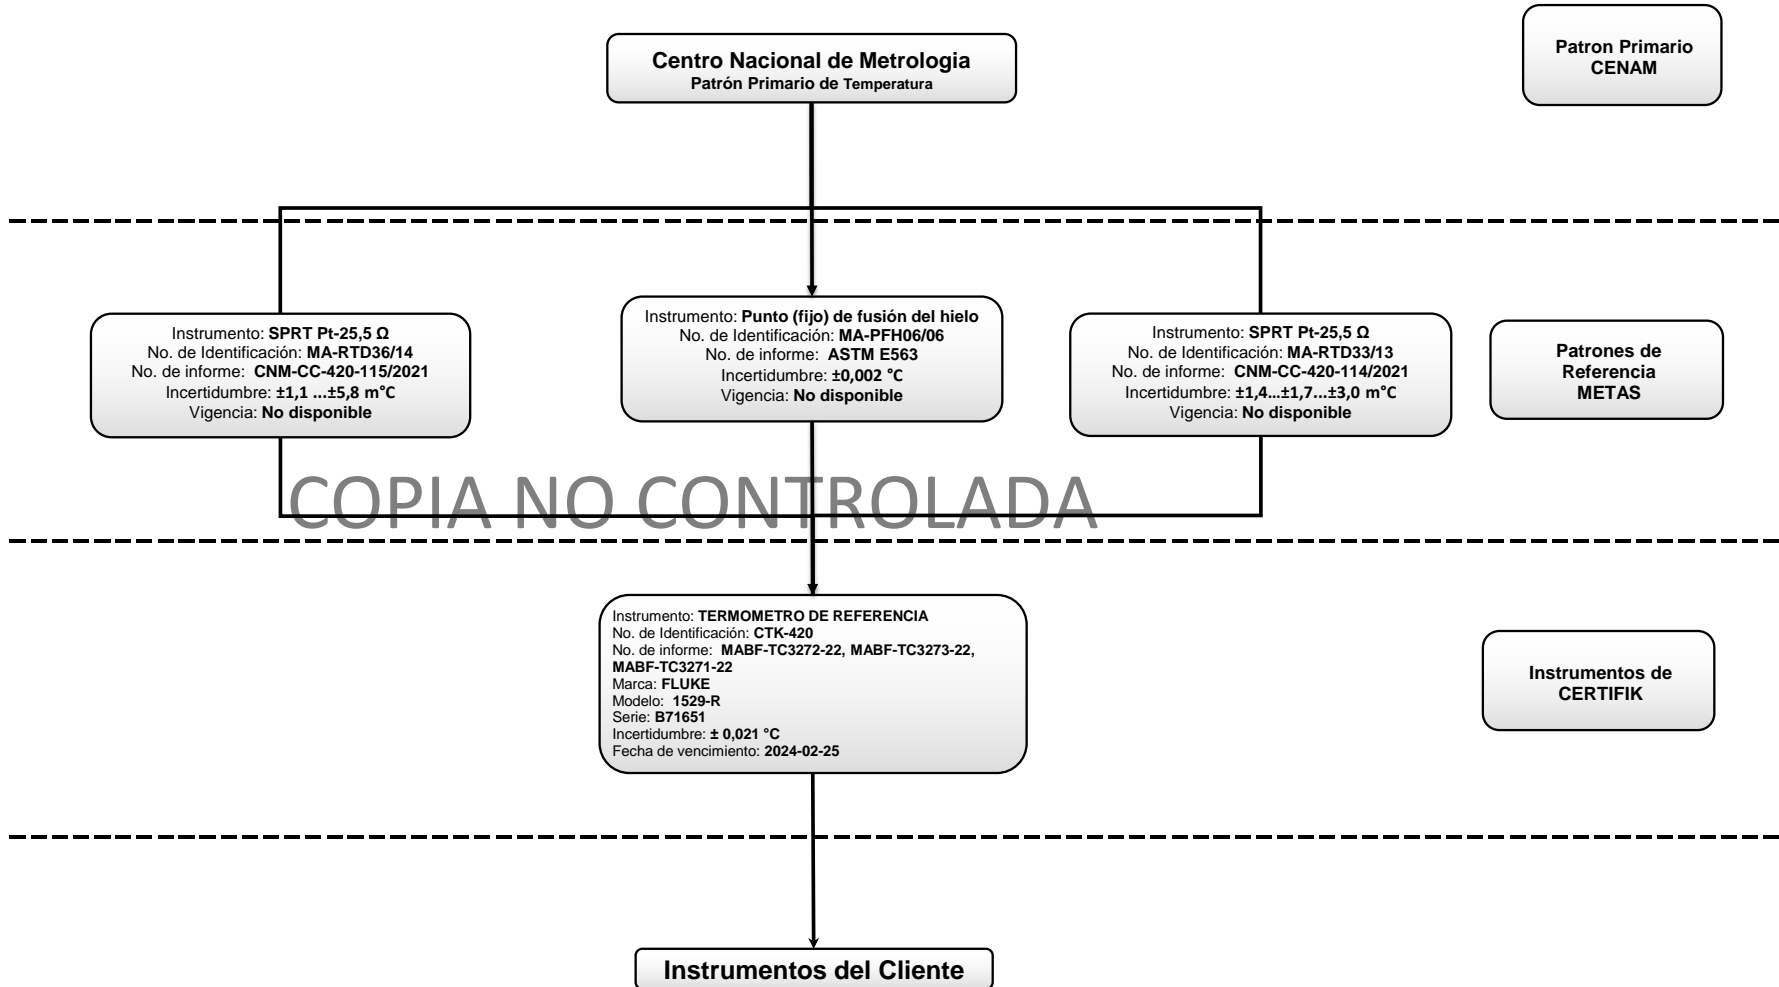 Centro Nacional de Metrologia
Patrón Primario de Temperatura
Patron Primario
CENAM
Instrumento: SPRT Pt-25,5 Ω
No. de Identificación: MA-RTD36/14
No. de informe: CNM-CC-420-115/2021
Incertidumbre: ±1,1 ...±5,8 m°C
Vigencia: No disponible
Instrumento: Punto (fijo) de fusión del hielo
No. de Identificación: MA-PFH06/06
No. de informe: ASTM E563
Incertidumbre: ±0,002 °C
Vigencia: No disponible
Instrumento: SPRT Pt-25,5 Ω
No. de Identificación: MA-RTD33/13
No. de informe: CNM-CC-420-114/2021
Incertidumbre: ±1,4...±1,7...±3,0 m°C
Vigencia: No disponible
Patrones de
Referencia
METAS
COPIA NO CONTROLADA
Instrumento: TERMOMETRO DE REFERENCIA
No. de Identificación: CTK-420
No. de informe: MABF-TC3272-22, MABF-TC3273-22,
MABF-TC3271-22
Marca: FLUKE
Modelo: 1529-R
Serie: B71651
Incertidumbre: ± 0,021 °C
Fecha de vencimiento: 2024-02-25
Instrumentos de
CERTIFIK
Instrumentos del Cliente